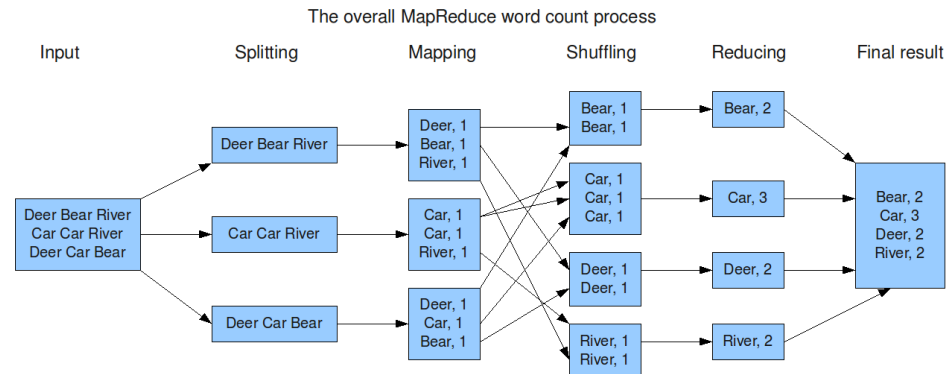 The overall MapReduce word count process
Input
Splitting
Mapping
Shuffling
Reducing
Final result
Deer Bear River
Car Car River
Deer Car Bear
Deer Bear River
Car Car River
Deer Car Bear
Deer, 1
Bear, 1
River, 1
Car, 1
Car, 1
River, 1
Deer, 1
Car, 1
Bear, 1
Bear, 1
Bear, 1
Car, 1
Car, 1
Car, 1
Deer, 1
Deer, 1
River, 1
River, 1
Bear, 2
Car, 3
Deer, 2
River, 2
Bear, 2
Car, 3
Deer, 2
River, 2